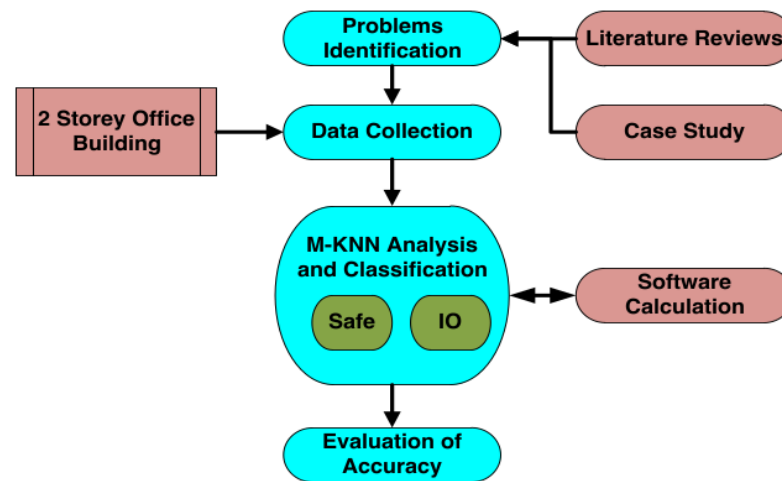 Problems
Identification
Literature Reviews
2 Storey Office
Building
Data Collection
Case Study
M-KNN Analysis
and Classification
Safe
IO
Software
Calculation
Evaluation of
Accuracy